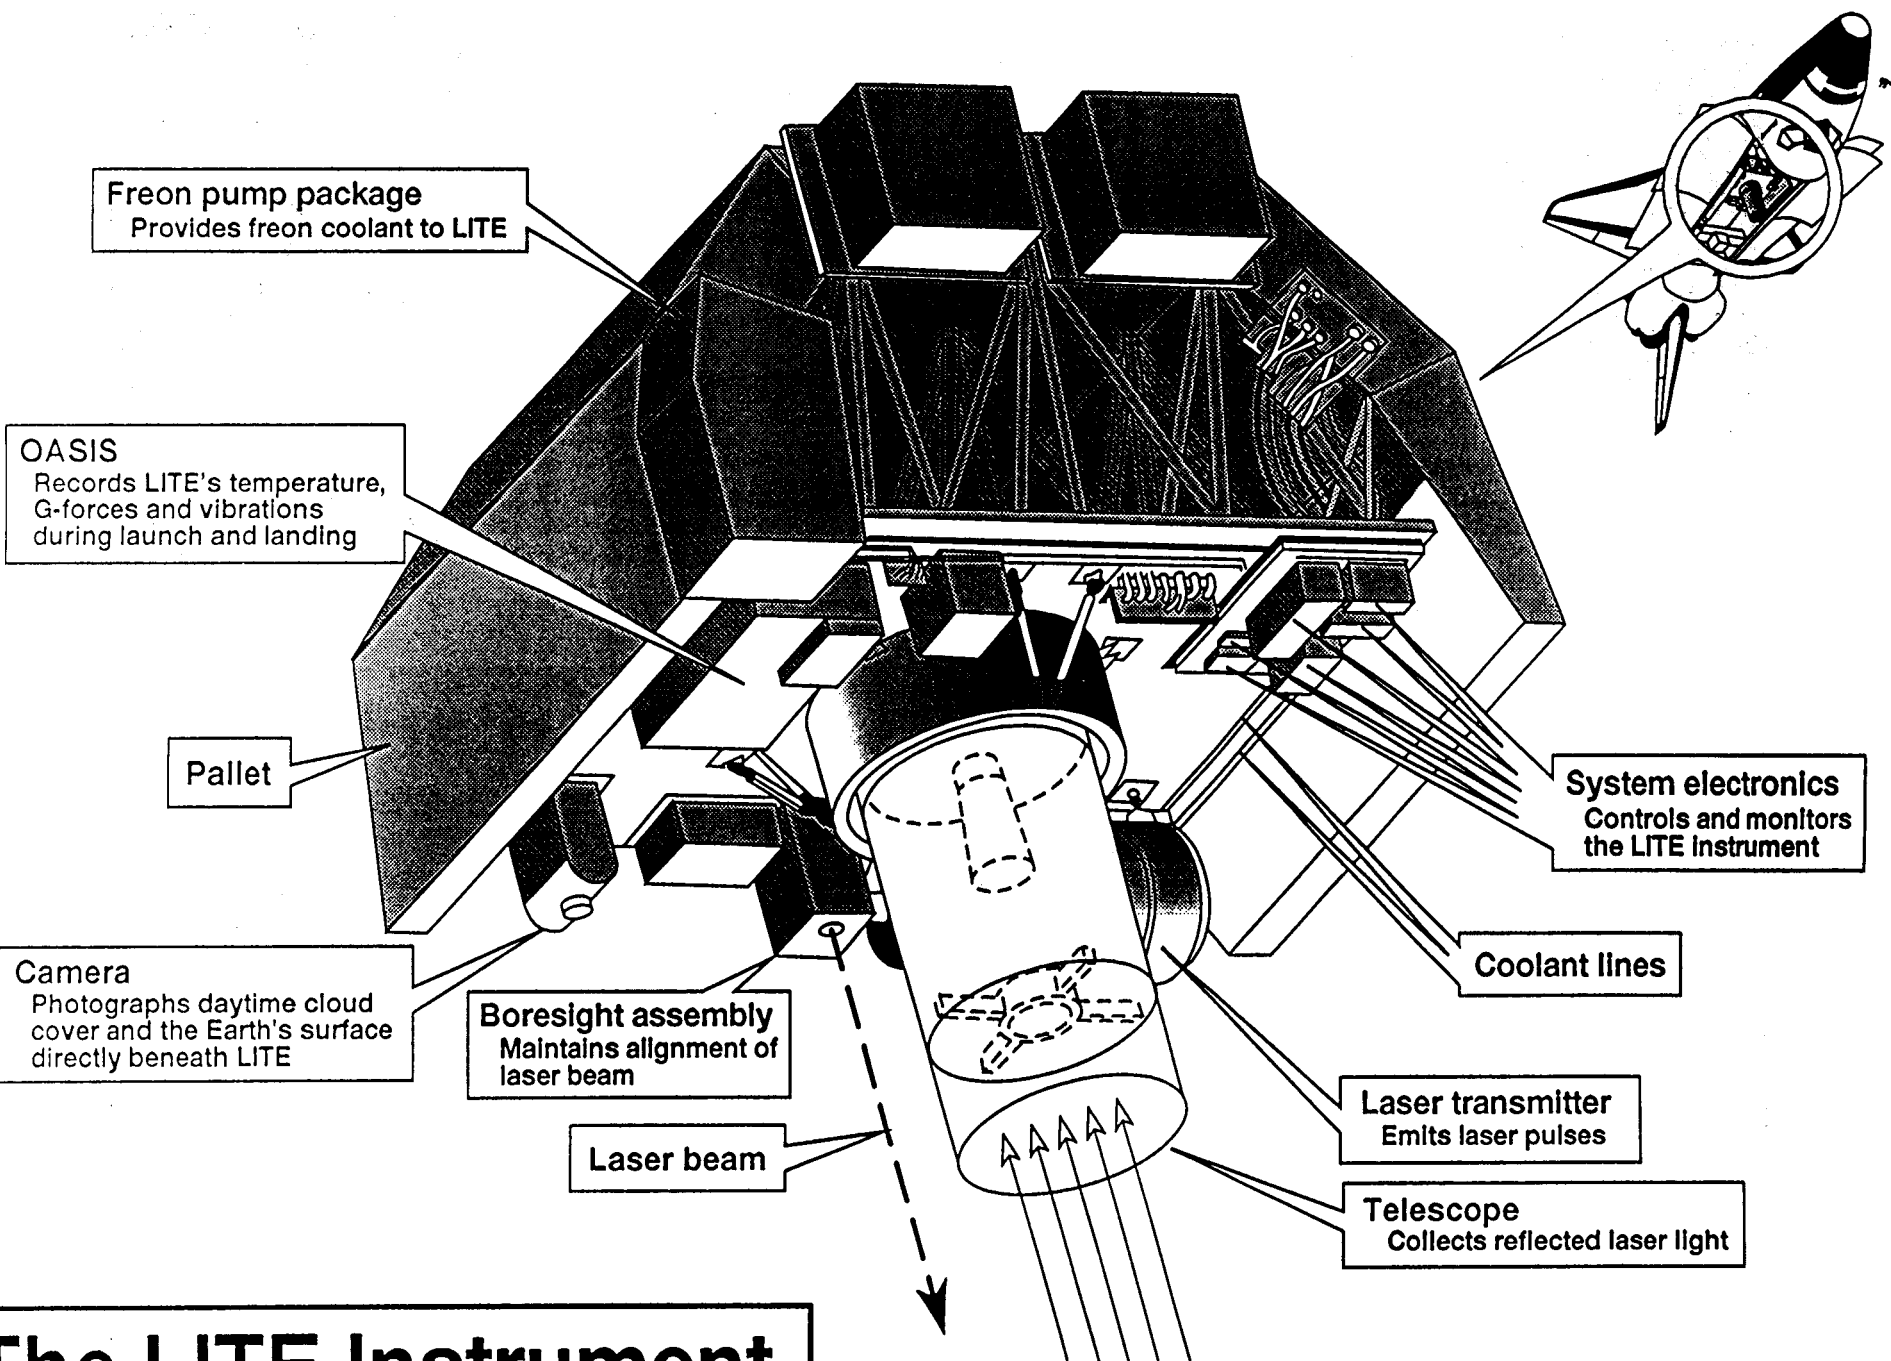 Freon pump package
Provides freon coolant to LITE
OASIS
Records LITE's temperature,
G-forces and vibrations
during launch and landing
Pallet
System electronics
Controls and monitors
the LITE instrument
Camera
Photographs daytime cloud
cover and the Earth's surface
directly beneath LITE
Boresight assembly
Maintains alignment of
laser beam
Coolant lines
Laser beam
Laser transmitter
Emits laser pulses
Telescope
Collects reflected laser light
The LITE Instrument